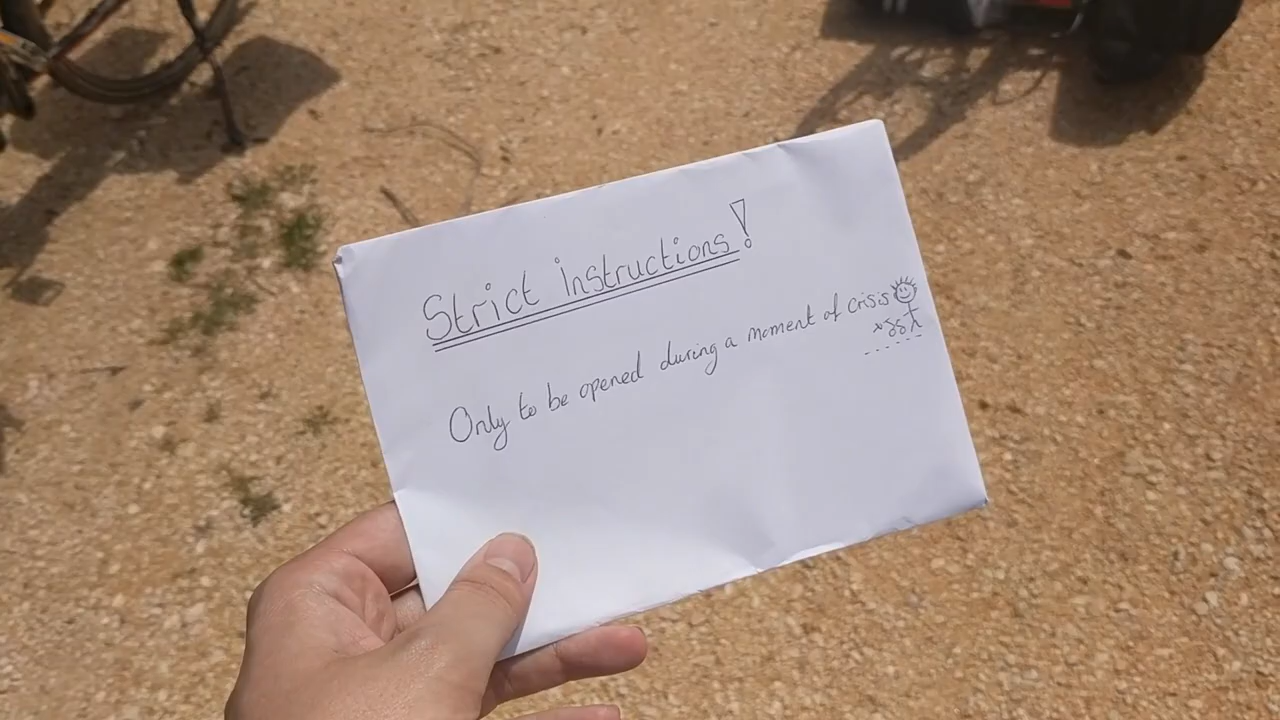 Strict instructions!
Only to be opened during a moment of crisis